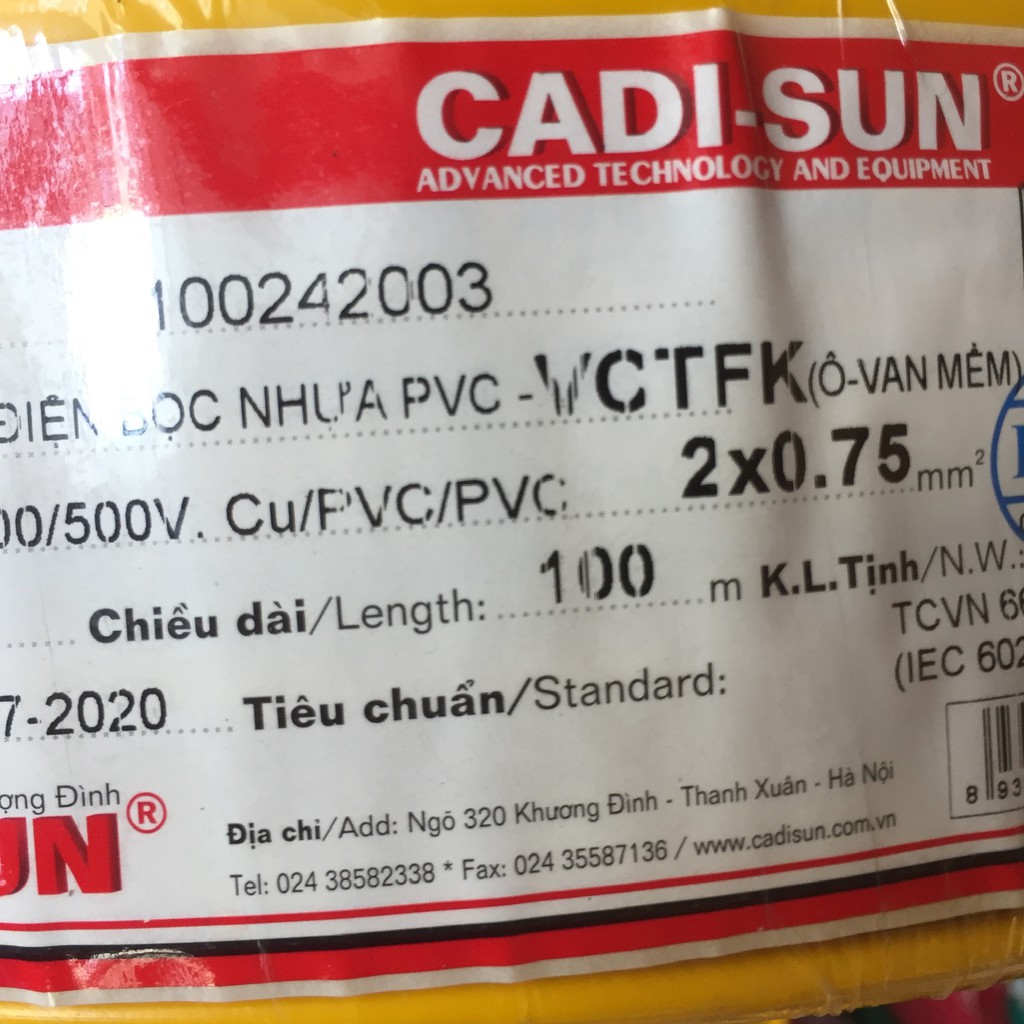 CADI-SUN®
ADVANCED TECHNOLOGY AND EQUIPMENT
100242003
ĐIỆN BỌC NHỰA PVC - VCTFK (Ô-VAN MỀM)
00/500V. Cu/PVC/PVC 2x0.75 mm²
Chiều dài/Length: 100 m K.L.Tịnh/N.W.:
7-2020 Tiêu chuẩn/Standard: TCVN 6
(IEC 602
8 93
ợng Đình
UN®
Địa chỉ/Add: Ngõ 320 Khương Đình - Thanh Xuân - Hà Nội
Tel: 024 38582338 * Fax: 024 35587136 / www.cadisun.com.vn